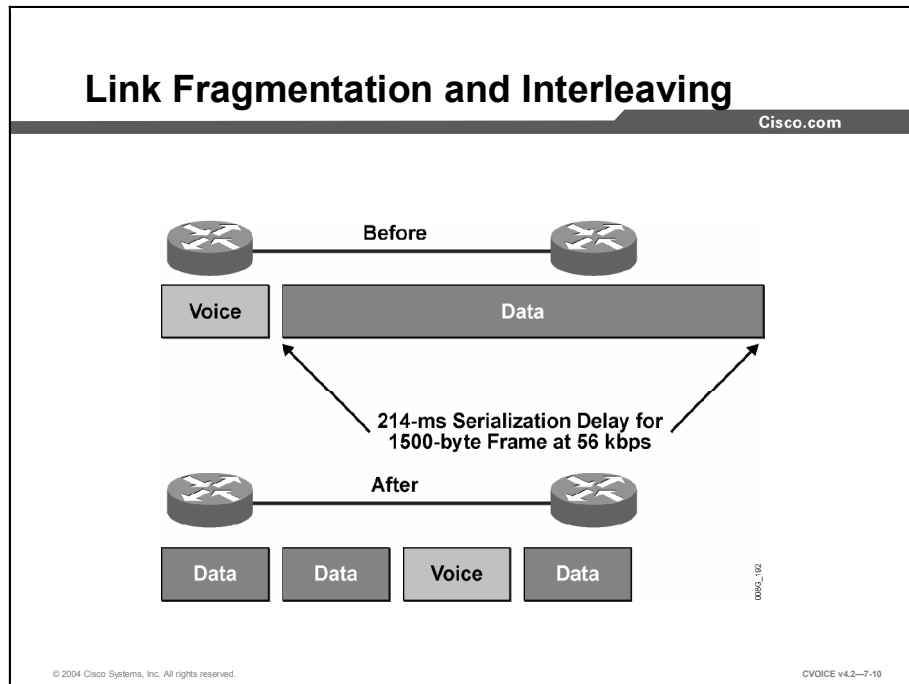 Link Fragmentation and Interleaving
Cisco.com
Before
Voice
Data
214-ms Serialization Delay for
1500-byte Frame at 56 kbps
After
Data
Data
Voice
Data
008G_192
© 2004 Cisco Systems, Inc. All rights reserved.
CVOICE v4.2—7-10